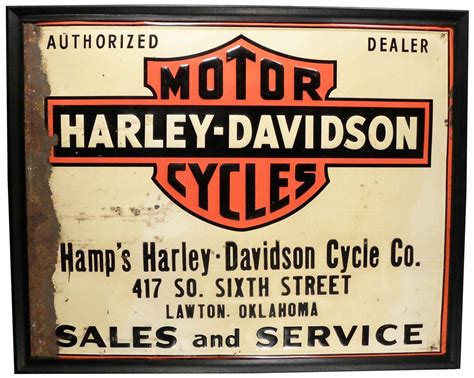 AUTHORIZED DEALER
MOTOR
HARLEY-DAVIDSON
CYCLES
Hamp's Harley-Davidson Cycle Co.
417 SO. SIXTH STREET
LAWTON, OKLAHOMA
SALES and SERVICE